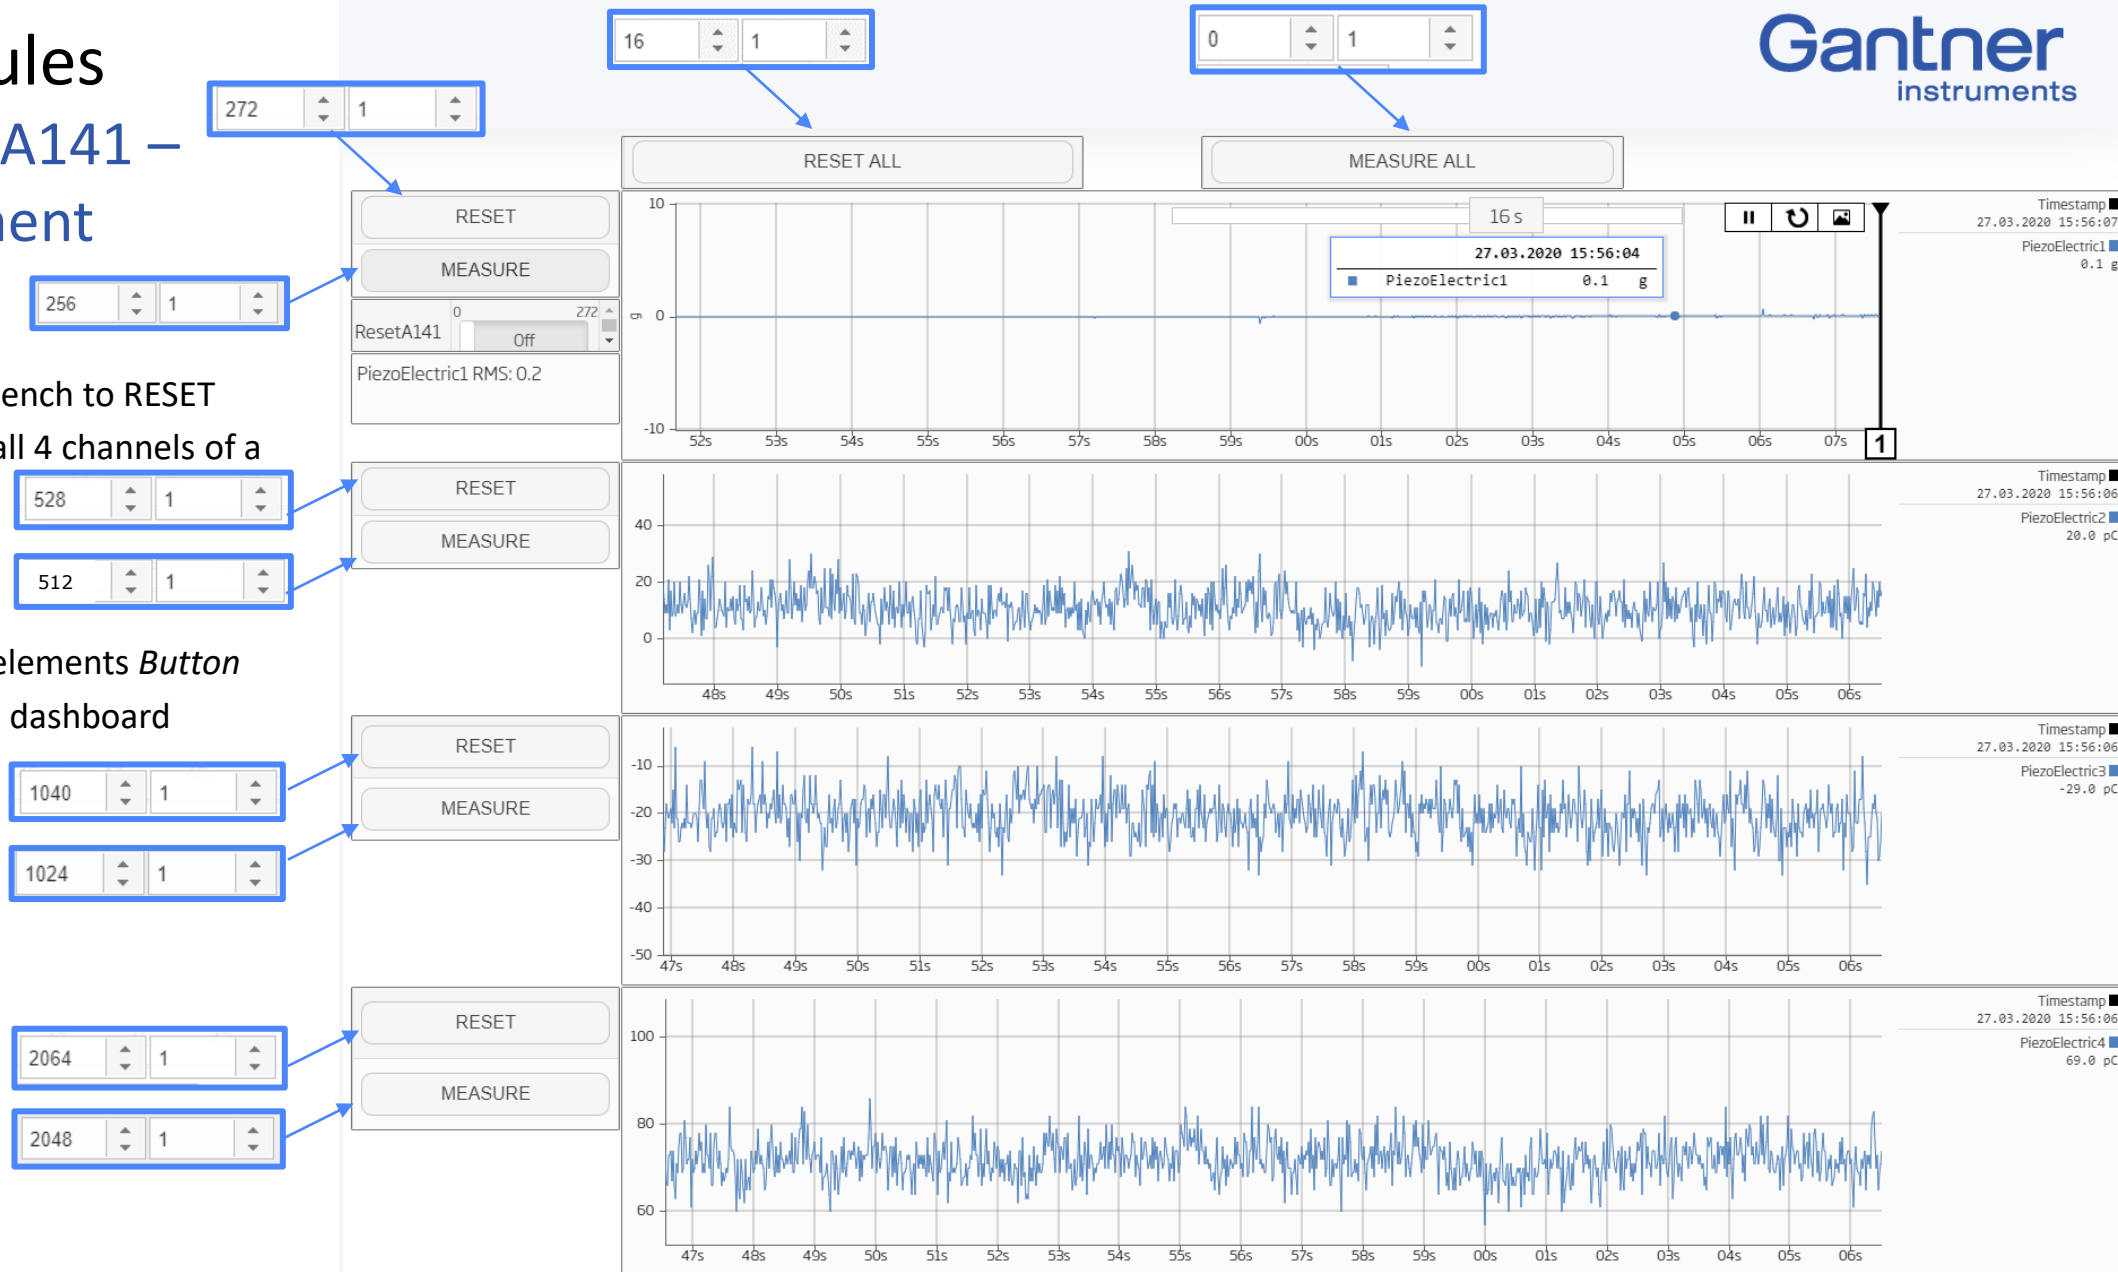 ules
A141 –
nent
Gantner
instruments
16 1
0 1
272 1
RESET ALL
MEASURE ALL
RESET
MEASURE
256 1
ResetA141
0 272
Off
PiezoElectric1 RMS: 0.2
10
0
-10
g
16 s
27.03.2020 15:56:04
PiezoElectric1 0.1 g
52s 53s 54s 55s 56s 57s 58s 59s 00s 01s 02s 03s 04s 05s 06s 07s
1
Timestamp
27.03.2020 15:56:07
PiezoElectric1
0.1 g
ench to RESET
all 4 channels of a
528 1
512 1
RESET
MEASURE
40
20
0
48s 49s 50s 51s 52s 53s 54s 55s 56s 57s 58s 59s 00s 01s 02s 03s 04s 05s 06s
Timestamp
27.03.2020 15:56:06
PiezoElectric2
20.0 pC
elements Button
dashboard
1040 1
1024 1
RESET
MEASURE
-10
-20
-30
-40
-50
47s 48s 49s 50s 51s 52s 53s 54s 55s 56s 57s 58s 59s 00s 01s 02s 03s 04s 05s 06s
Timestamp
27.03.2020 15:56:06
PiezoElectric3
-29.0 pC
2064 1
2048 1
RESET
MEASURE
100
80
60
47s 48s 49s 50s 51s 52s 53s 54s 55s 56s 57s 58s 59s 00s 01s 02s 03s 04s 05s 06s
Timestamp
27.03.2020 15:56:06
PiezoElectric4
69.0 pC